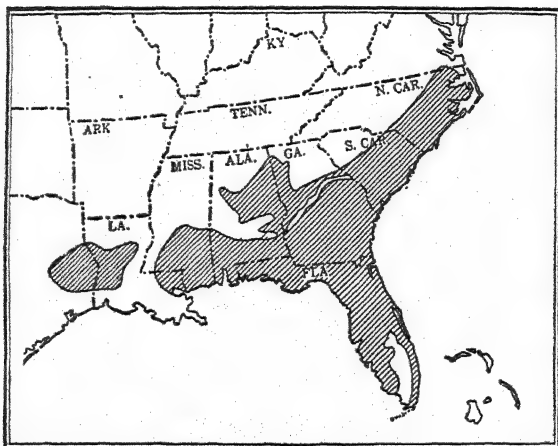 KY.
N. CAR.
TENN.
ARK
S. CAR.
MISS.
ALA.
GA.
LA.
FLA.